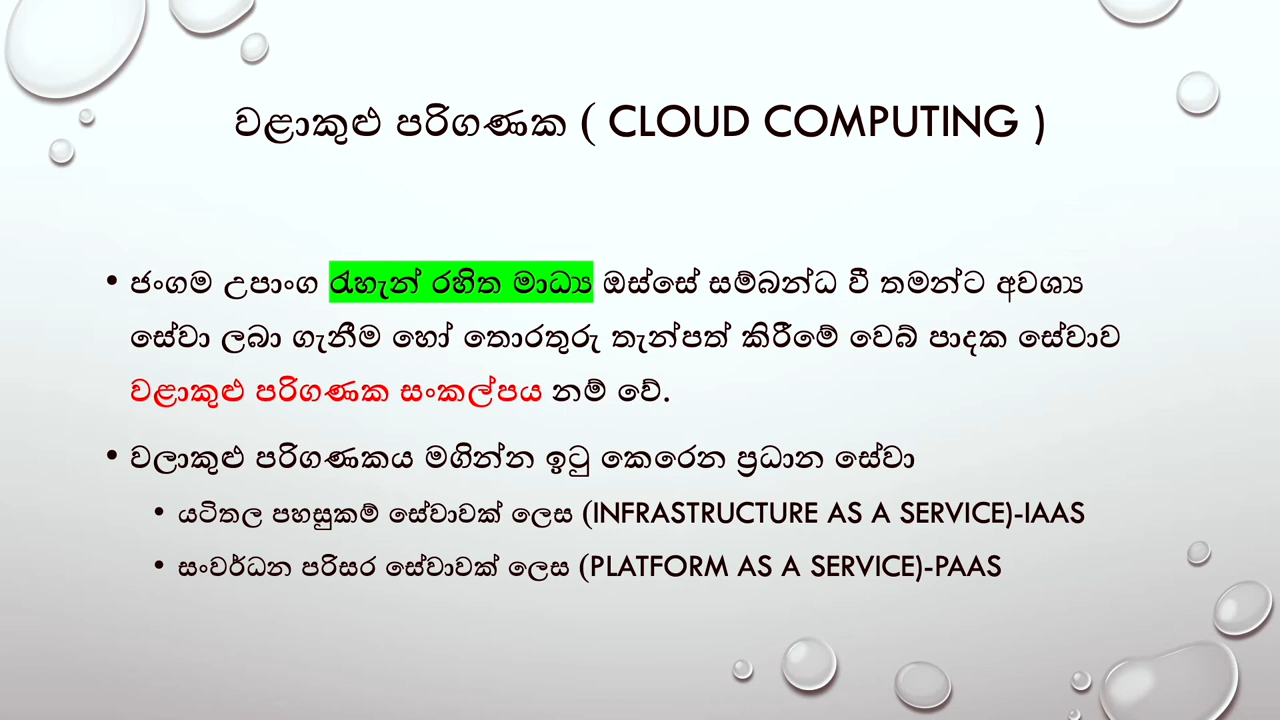 වළාකුළු පරිගණක ( CLOUD COMPUTING )
• ජංගම උපාංග රැහැන් රහිත මාධ්‍ය ඔස්සේ සම්බන්ධ වී තමන්ට අවශ්‍ය
සේවා ලබා ගැනීම හෝ තොරතුරු තැන්පත් කිරීමේ වෙබ් පාදක සේවාව
වළාකුළු පරිගණක සංකල්පය නම් වේ.
• වලාකුළු පරිගණකය මගින්න ඉටු කෙරෙන ප්‍රධාන සේවා
• යටිතල පහසුකම් සේවාවක් ලෙස (INFRASTRUCTURE AS A SERVICE)-IAAS
• සංවර්ධන පරිසර සේවාවක් ලෙස (PLATFORM AS A SERVICE)-PAAS